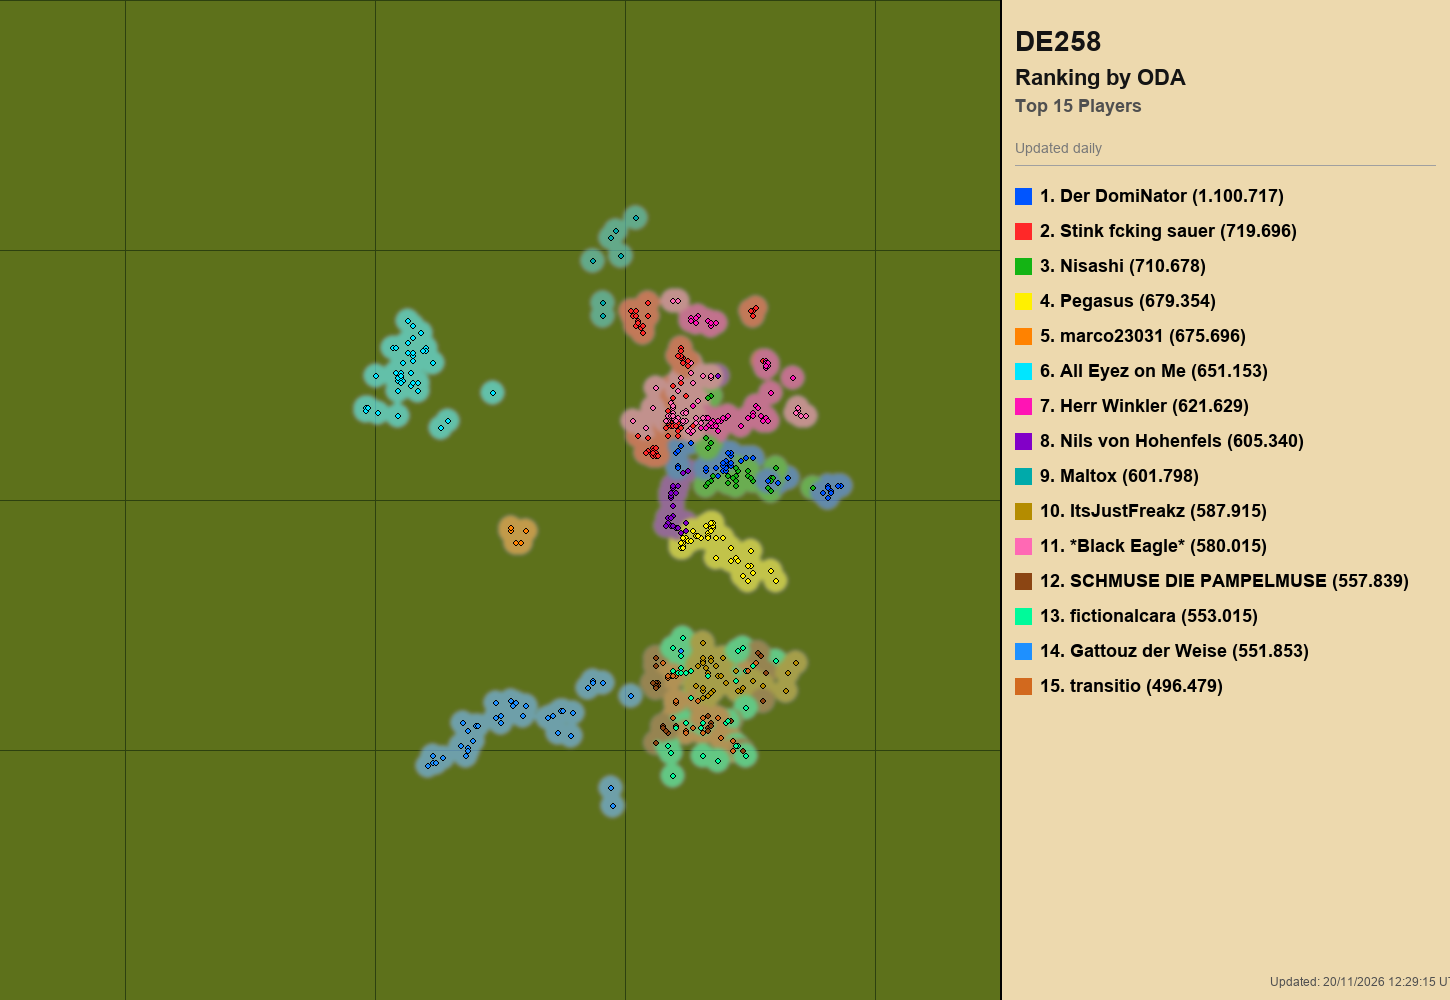 DE258
Ranking by ODA
Top 15 Players
Updated daily
1. Der DomiNator (1.100.717)
2. Stink fcking sauer (719.696)
3. Nisashi (710.678)
4. Pegasus (679.354)
5. marco23031 (675.696)
6. All Eyez on Me (651.153)
7. Herr Winkler (621.629)
8. Nils von Hohenfels (605.340)
9. Maltox (601.798)
10. ItsJustFreakz (587.915)
11. *Black Eagle* (580.015)
12. SCHMUSE DIE PAMPELMUSE (557.839)
13. fictionalcara (553.015)
14. Gattouz der Weise (551.853)
15. transitio (496.479)
Updated: 20/11/2026 12:29:15 U